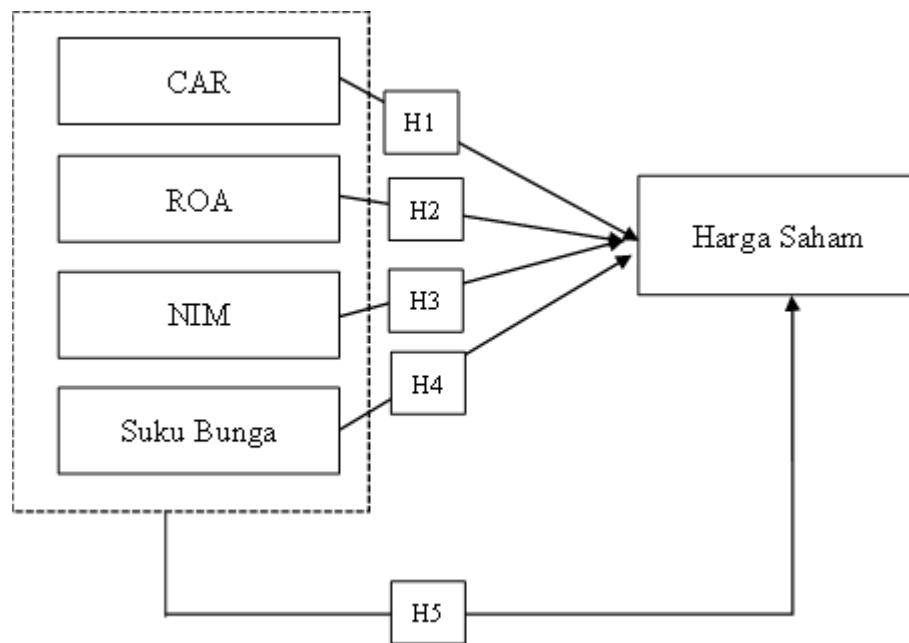 CAR
H1
ROA
H2
Harga Saham
NIM
H3
H4
Suku Bunga
H5